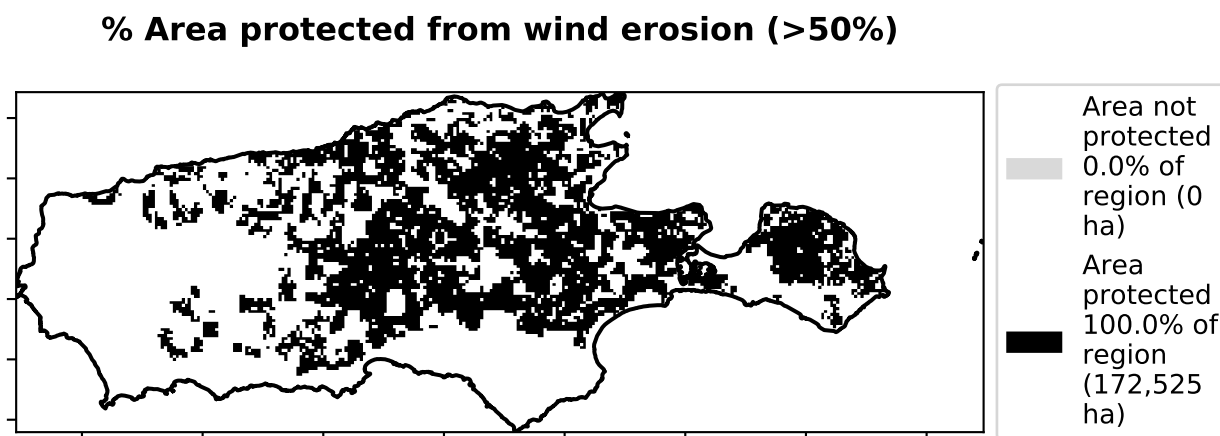 % Area protected from wind erosion (>50%)
Area not
protected
0.0% of
region (0
ha)
Area
protected
100.0% of
region
(172,525
ha)